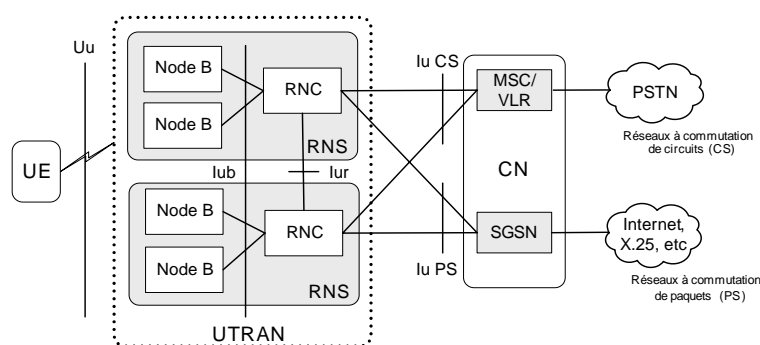 Uu
UE
Node B
Node B
RNC
RNS
Iub
Iur
Node B
Node B
RNC
RNS
UTRAN
Iu CS
Iu PS
MSC/
VLR
CN
SGSN
PSTN
Réseaux à commutation
de circuits (CS)
Internet,
X.25, etc
Réseaux à commutation
de paquets (PS)